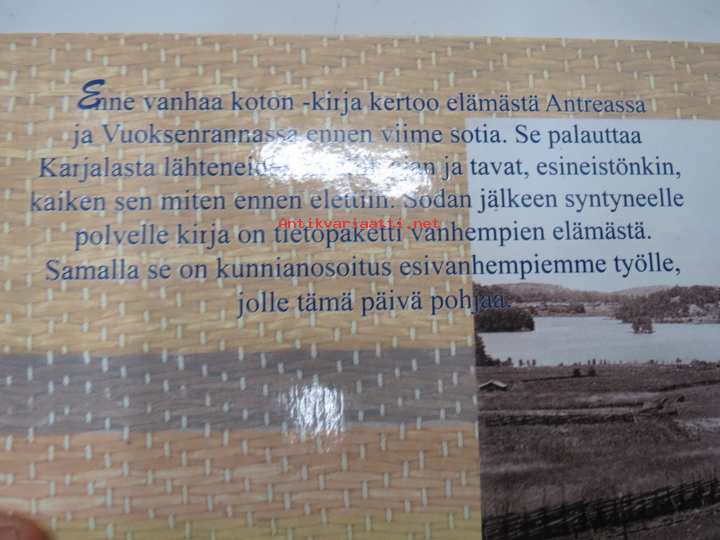 Enne vanhaa koton -kirja kertoo elämästä Antreassa
ja Vuoksenrannassa ennen viime sotia. Se palauttaa
Karjalasta lähteneiden ajan ja tavat, esineistönkin,
kaiken sen miten ennen elettiin. Sodan jälkeen syntyneelle
Antikvariaatti.net
polvelle kirja on tietopaketti vanhempien elämästä.
Samalla se on kunnianosoitus esivanhempiemme työlle,
jolle tämä päivä pohjaa.